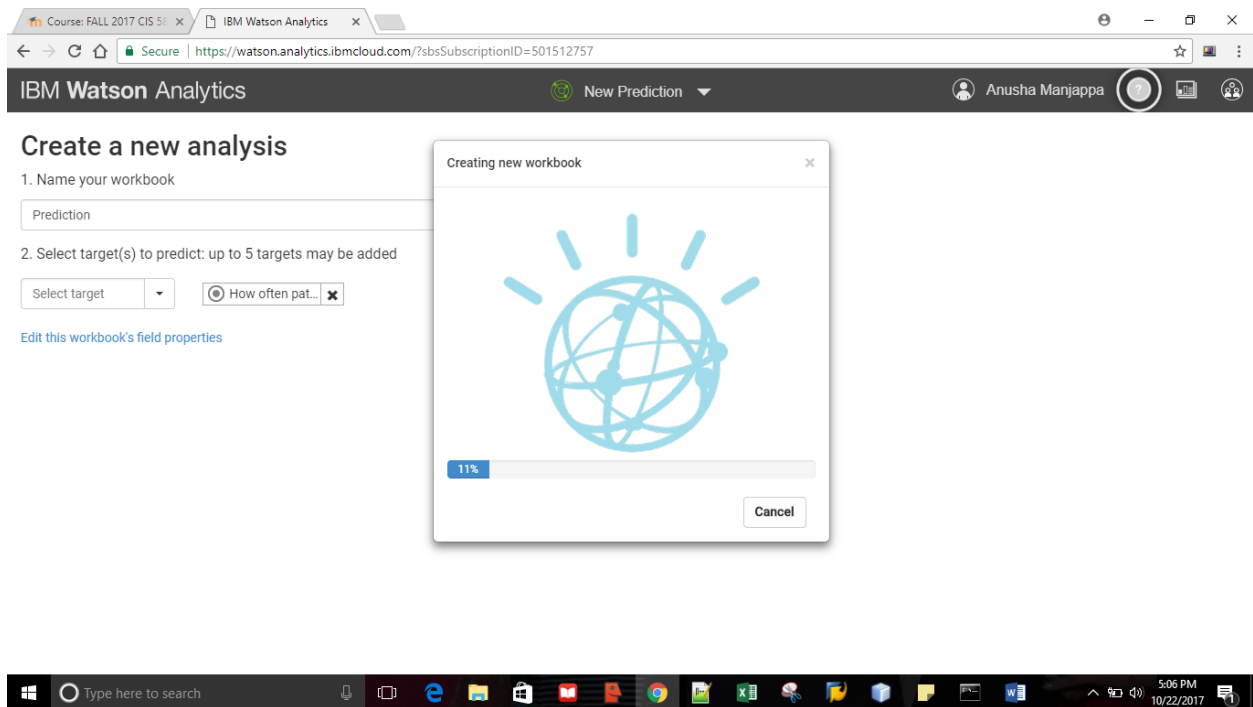 Course: FALL 2017 CIS 58
IBM Watson Analytics
Secure
https://watson.analytics.ibmcloud.com/?sbsSubscriptionID=501512757
IBM Watson Analytics
New Prediction
Anusha Manjappa
?
Create a new analysis
1. Name your workbook
Prediction
2. Select target(s) to predict: up to 5 targets may be added
Select target
How often pat...
Edit this workbook's field properties
Creating new workbook
11%
Cancel
Type here to search
5:06 PM
10/22/2017